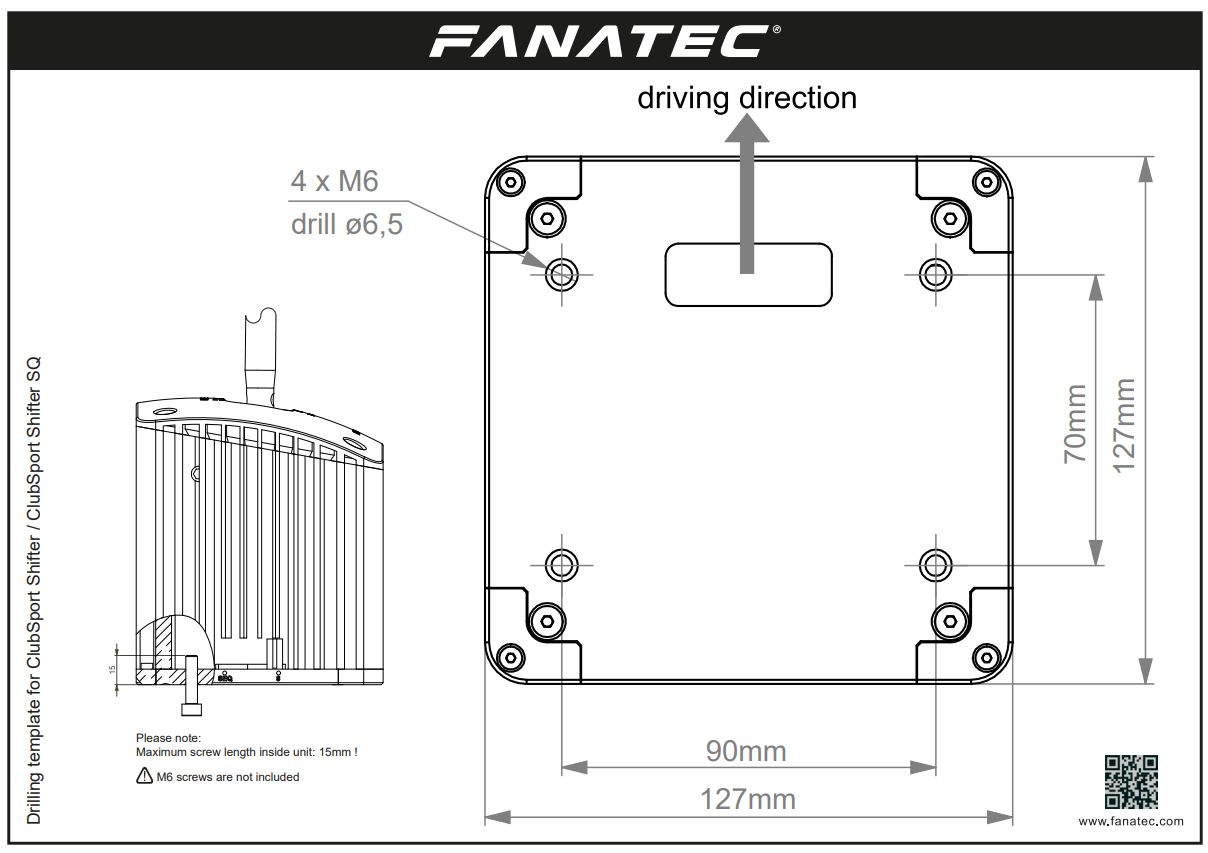 FANATEC®
driving direction
4 x M6
drill ø6,5
70mm
127mm
Drilling template for ClubSport Shifter / ClubSport Shifter SQ
15
SEQ
S
Please note:
Maximum screw length inside unit: 15mm !
M6 screws are not included
90mm
127mm
www.fanatec.com